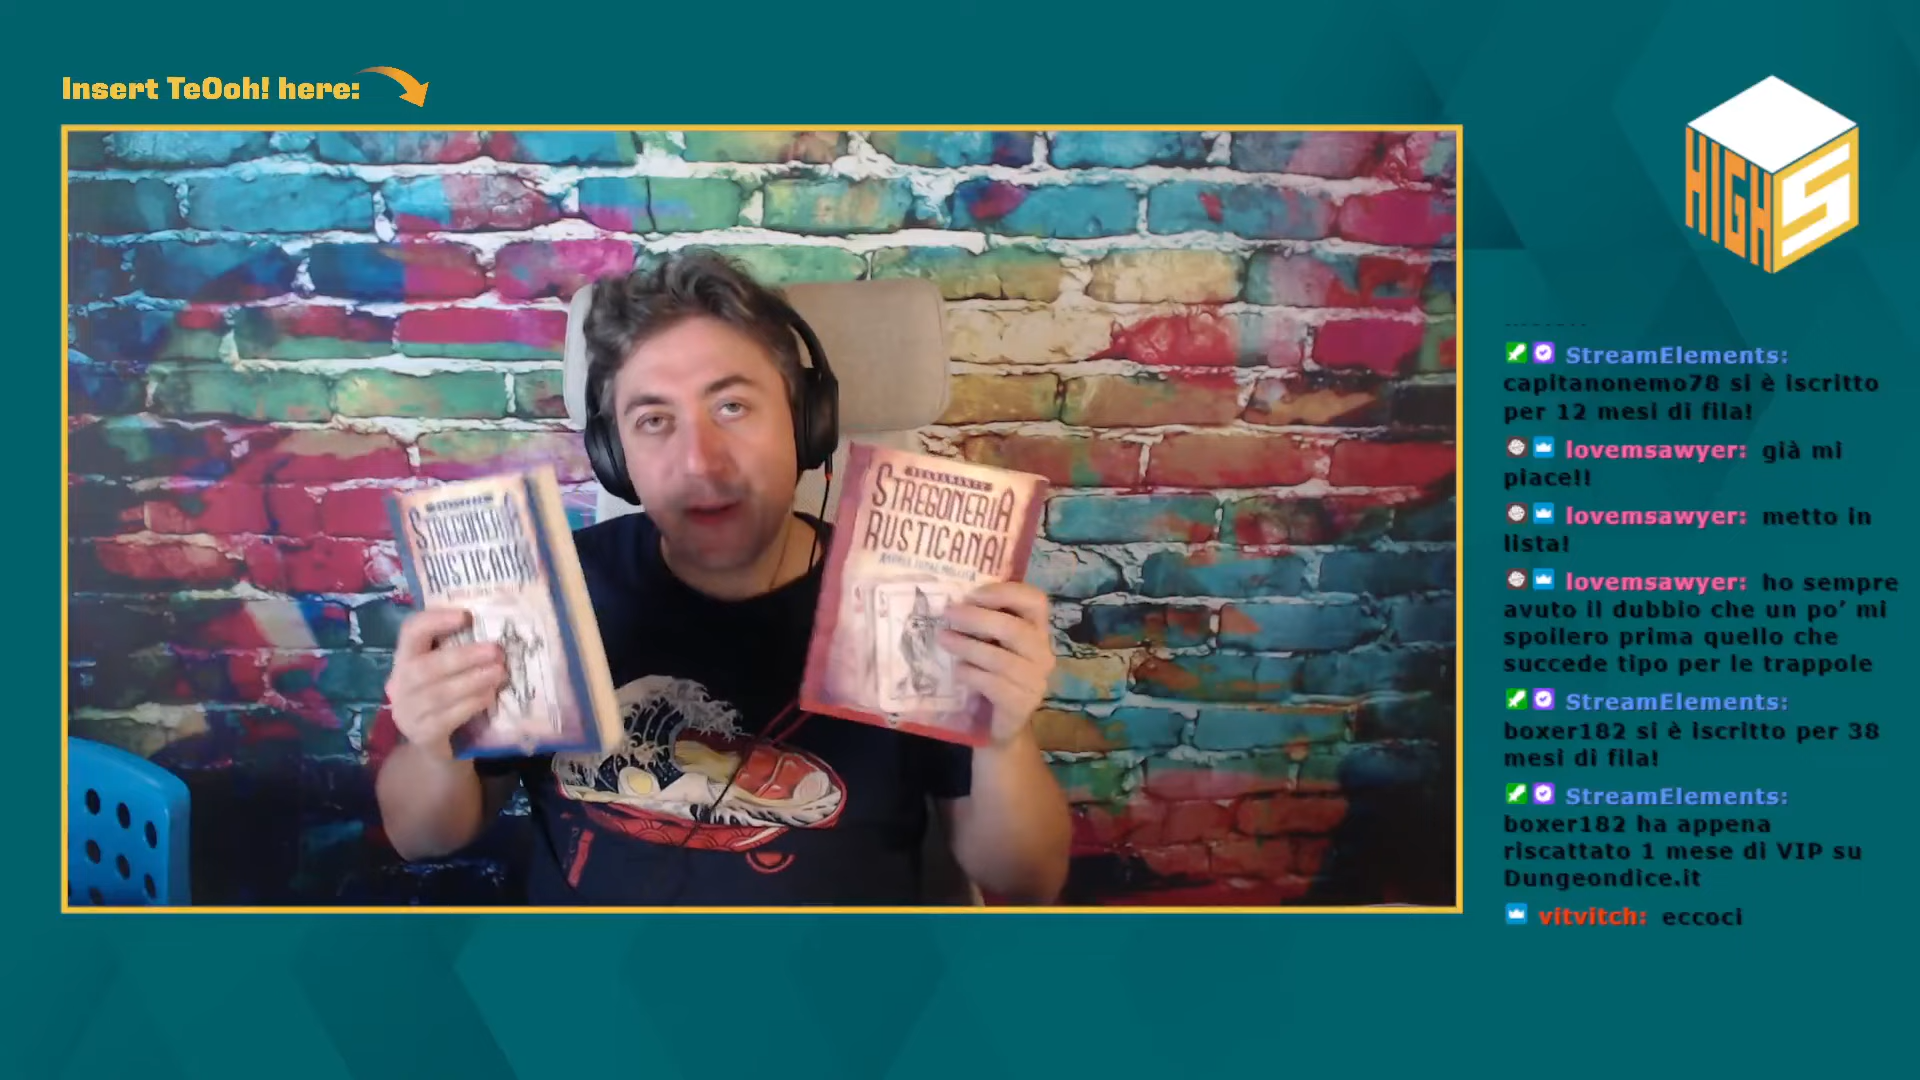 Insert TeOoh! here:
HIGH 5
StreamElements:
capitanonemo78 si è iscritto
per 12 mesi di fila!
lovemsawyer: già mi
piace!!
lovemsawyer: metto in
lista!
lovemsawyer: ho sempre
avuto il dubbio che un po’ mi
spoilero prima quello che
succede tipo per le trappole
StreamElements:
boxer182 si è iscritto per 38
mesi di fila!
StreamElements:
boxer182 ha appena
riscattato 1 mese di VIP su
Dungeondice.it
vitvitch: eccoci
STREGONERIA
RUSTICANA!
STREGONERIA
RUSTICANA!